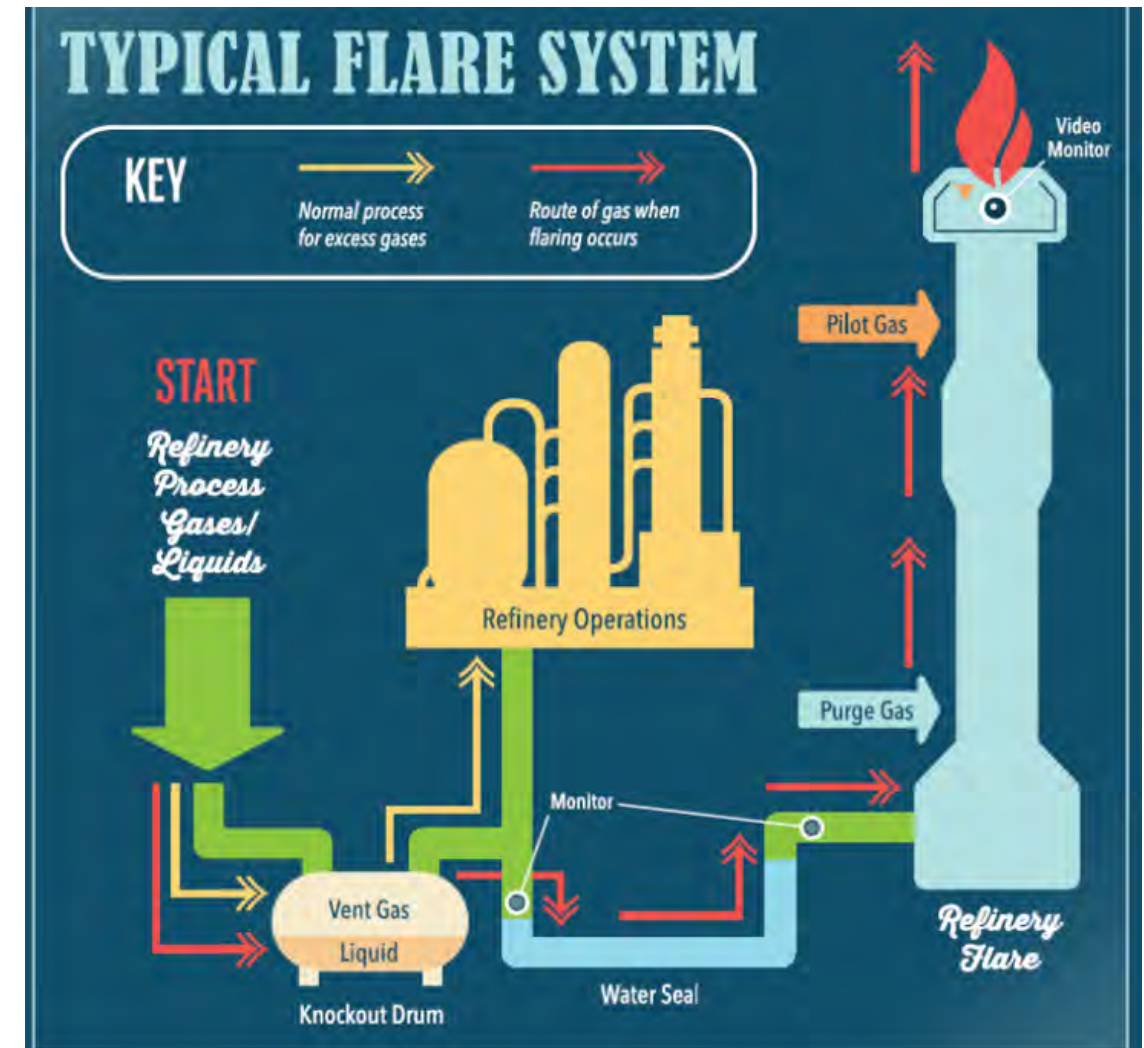 TYPICAL FLARE SYSTEM
KEY
Normal process
for excess gases
Route of gas when
flaring occurs
Video
Monitor
Pilot Gas
START
Refinery
Process
Gases/
Liquids
Refinery Operations
Purge Gas
Monitor
Vent Gas
Liquid
Knockout Drum
Water Seal
Refinery
Flare